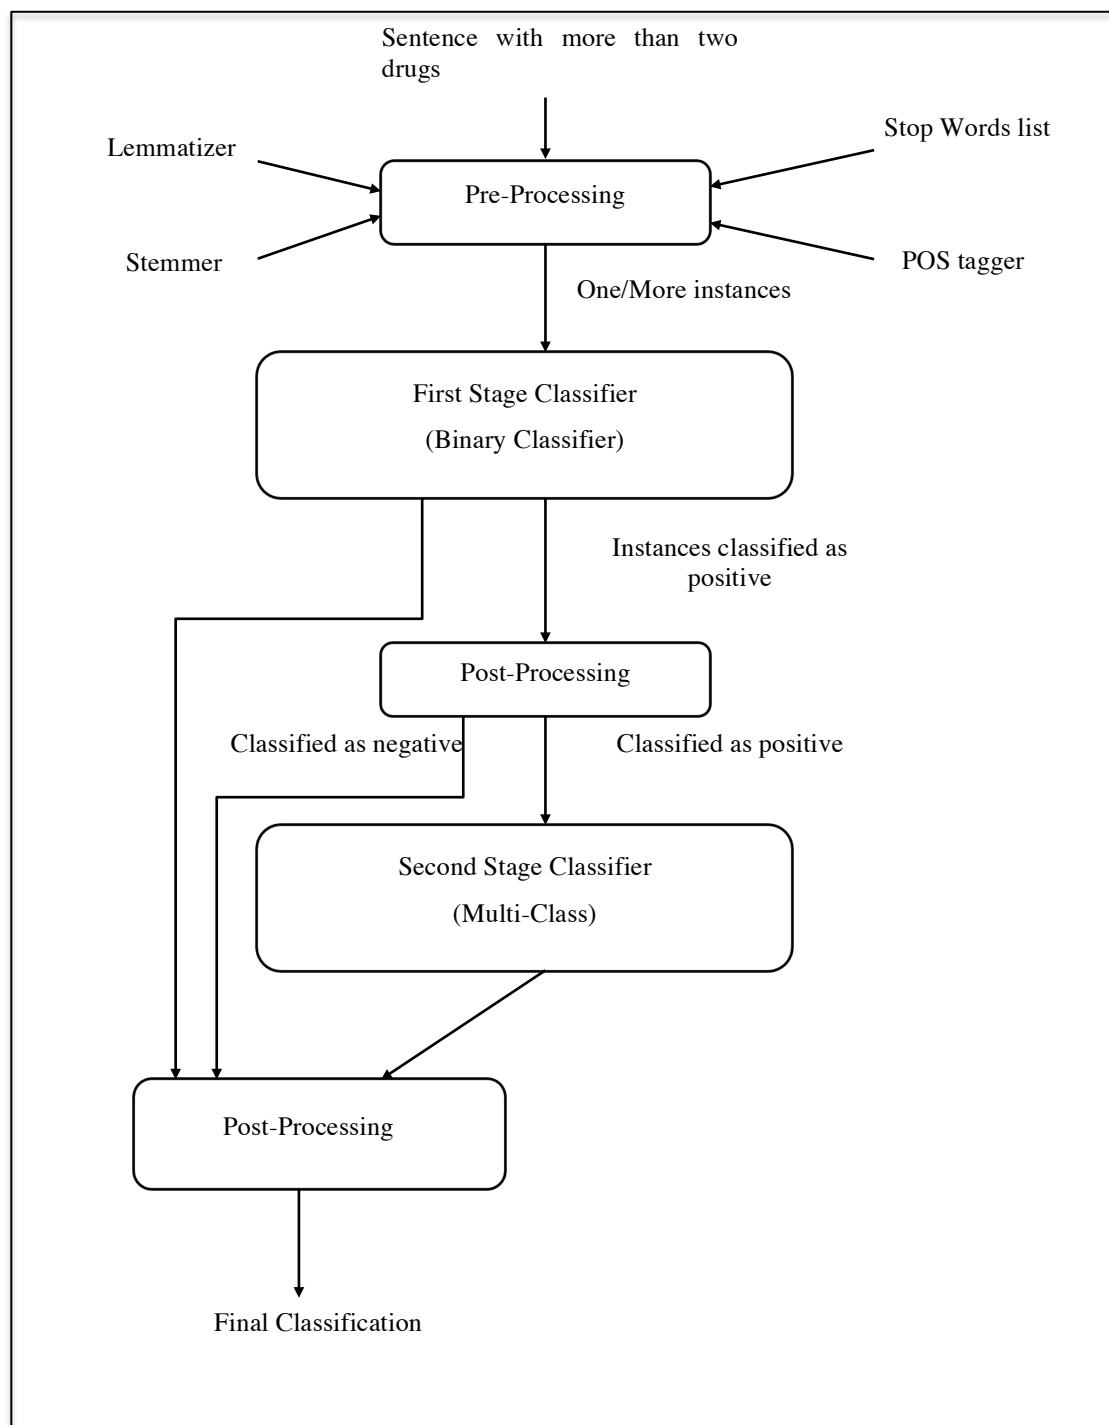 Sentence with more than two
drugs
Lemmatizer
Stop Words list
Pre-Processing
Stemmer
POS tagger
One/More instances
First Stage Classifier
(Binary Classifier)
Instances classified as
positive
Post-Processing
Classified as negative
Classified as positive
Second Stage Classifier
(Multi-Class)
Post-Processing
Final Classification